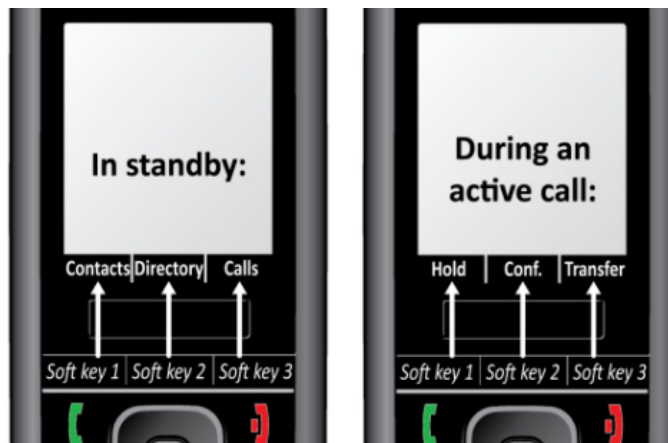 In standby:
Contacts Directory Calls
Soft key 1 Soft key 2 Soft key 3
During an
active call:
Hold Conf. Transfer
Soft key 1 Soft key 2 Soft key 3